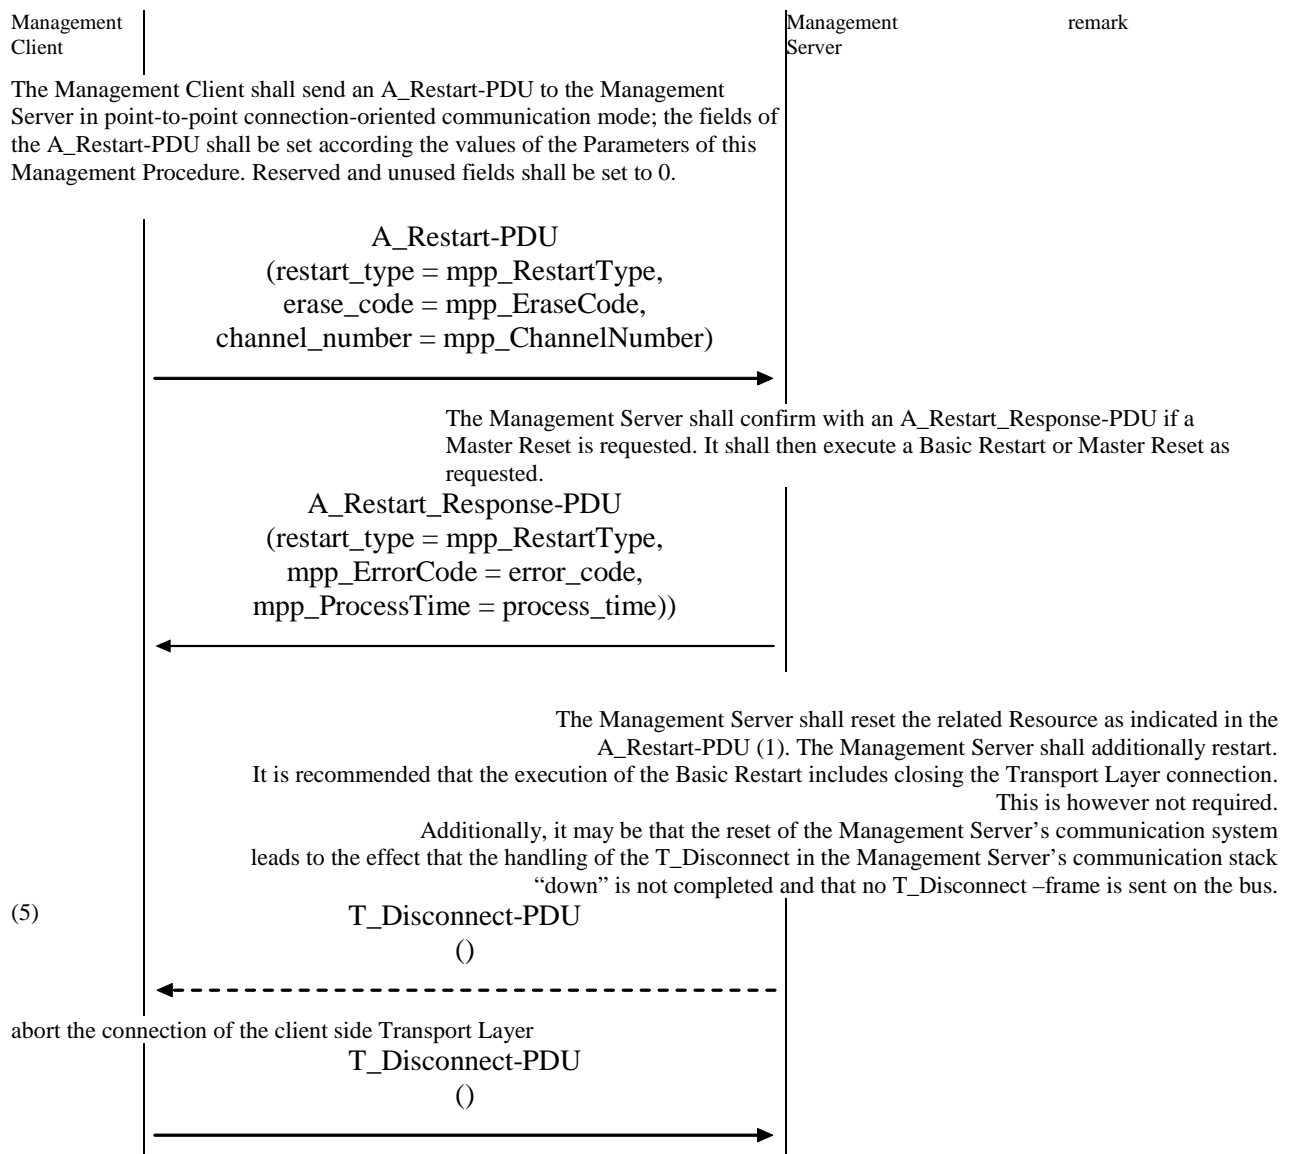 Management
Client
Management
Server
remark
The Management Client shall send an A_Restart-PDU to the Management
Server in point-to-point connection-oriented communication mode; the fields of
the A_Restart-PDU shall be set according the values of the Parameters of this
Management Procedure. Reserved and unused fields shall be set to 0.
A_Restart-PDU
(restart_type = mpp_RestartType,
erase_code = mpp_EraseCode,
channel_number = mpp_ChannelNumber)
The Management Server shall confirm with an A_Restart_Response-PDU if a
Master Reset is requested. It shall then execute a Basic Restart or Master Reset as
requested.
A_Restart_Response-PDU
(restart_type = mpp_RestartType,
mpp_ErrorCode = error_code,
mpp_ProcessTime = process_time))
The Management Server shall reset the related Resource as indicated in the
A_Restart-PDU (1). The Management Server shall additionally restart.
It is recommended that the execution of the Basic Restart includes closing the Transport Layer connection.
This is however not required.
Additionally, it may be that the reset of the Management Server’s communication system
leads to the effect that the handling of the T_Disconnect in the Management Server’s communication stack
“down” is not completed and that no T_Disconnect –frame is sent on the bus.
(5)
T_Disconnect-PDU
()
abort the connection of the client side Transport Layer
T_Disconnect-PDU
()